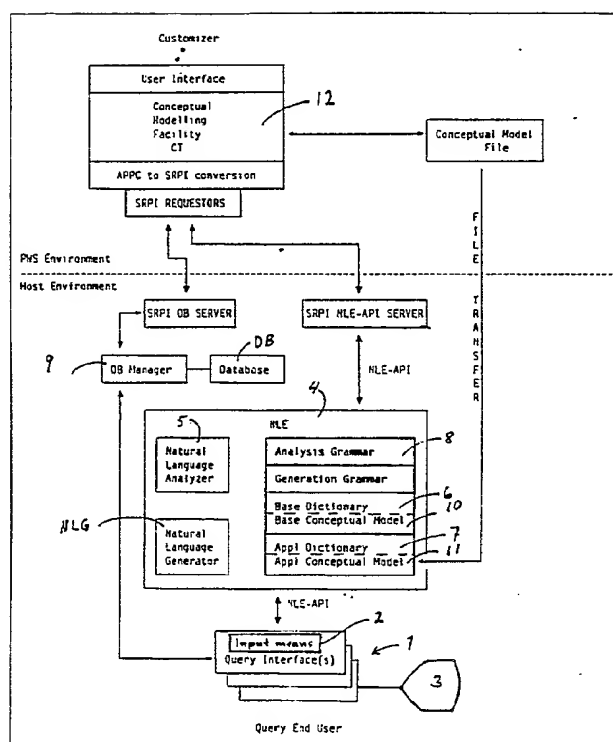 Customizer
User Interface
Conceptual
Modelling
Facility
CT
12
APPC to SRPI conversion
SRPI REQUESTORS
Conceptual Model
File
FILE TRANSFER
PWS Environment
Host Environment
SRPI DB SERVER
SRPI NLE-API SERVER
9
DB
DB Manager
Database
NLE-API
4
NLE
5
Natural
Language
Analyzer
Analysis Grammar
8
Generation Grammar
6
Base Dictionary
Base Conceptual Model
10
NLG
Natural
Language
Generator
7
Appl Dictionary
Appl Conceptual Model
11
NLE-API
2
Input means
Query Interface(s)
1
3
Query End User